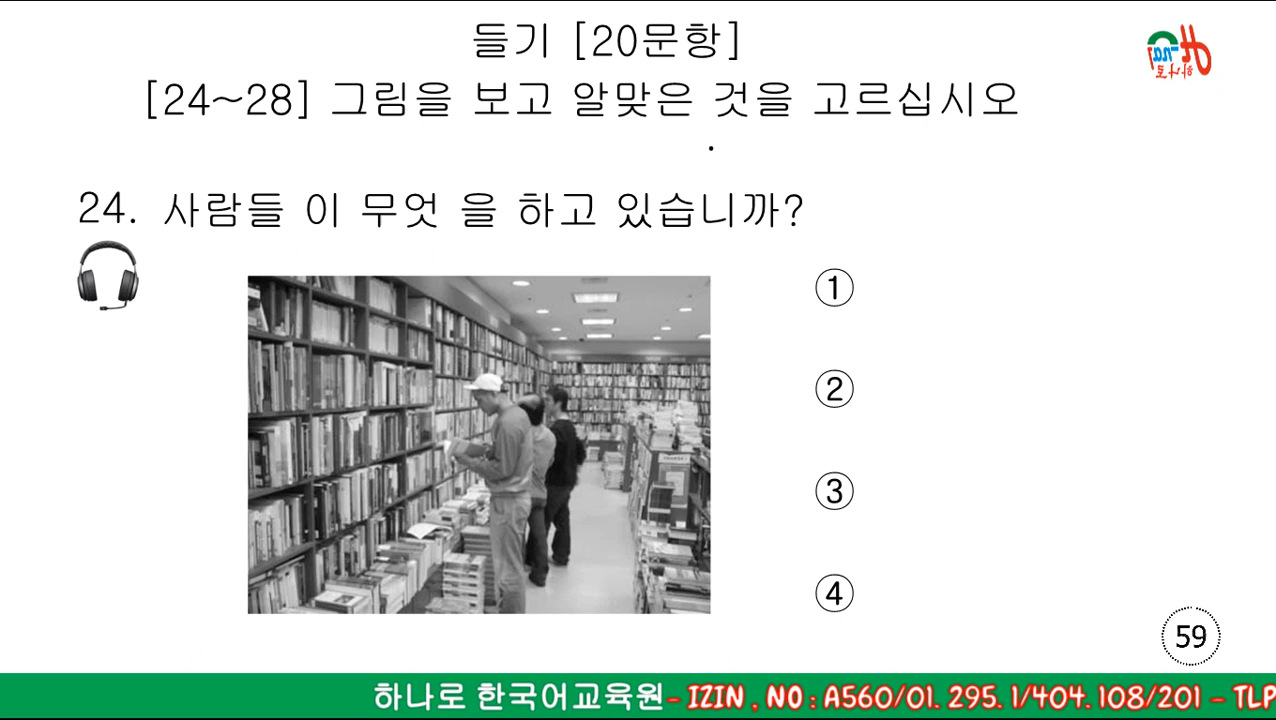 들기 [20문항]
[24~28] 그림을 보고 알맞은 것을 고르십시오
.
24. 사람들 이 무엇 을 하고 있습니까?
①
②
③
④
59
하나로 한국어교육원 - IZIN . NO : A560/01. 295. 1/404. 108/201 - TLP